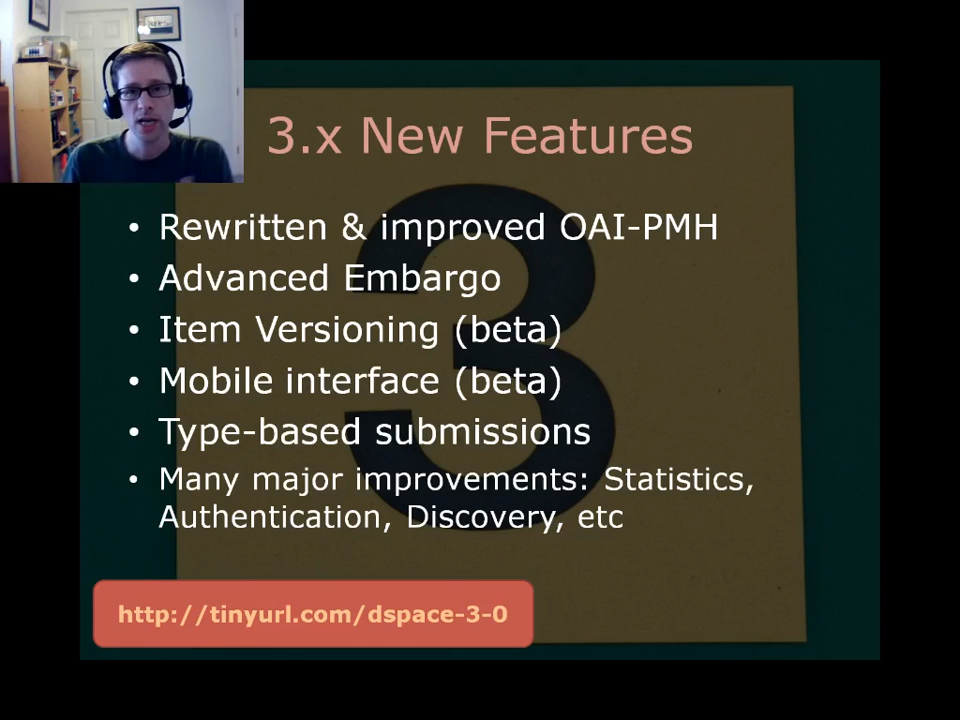 3.x New Features
• Rewritten & improved OAI-PMH
• Advanced Embargo
• Item Versioning (beta)
• Mobile interface (beta)
• Type-based submissions
• Many major improvements: Statistics,
Authentication, Discovery, etc
http://tinyurl.com/dspace-3-0